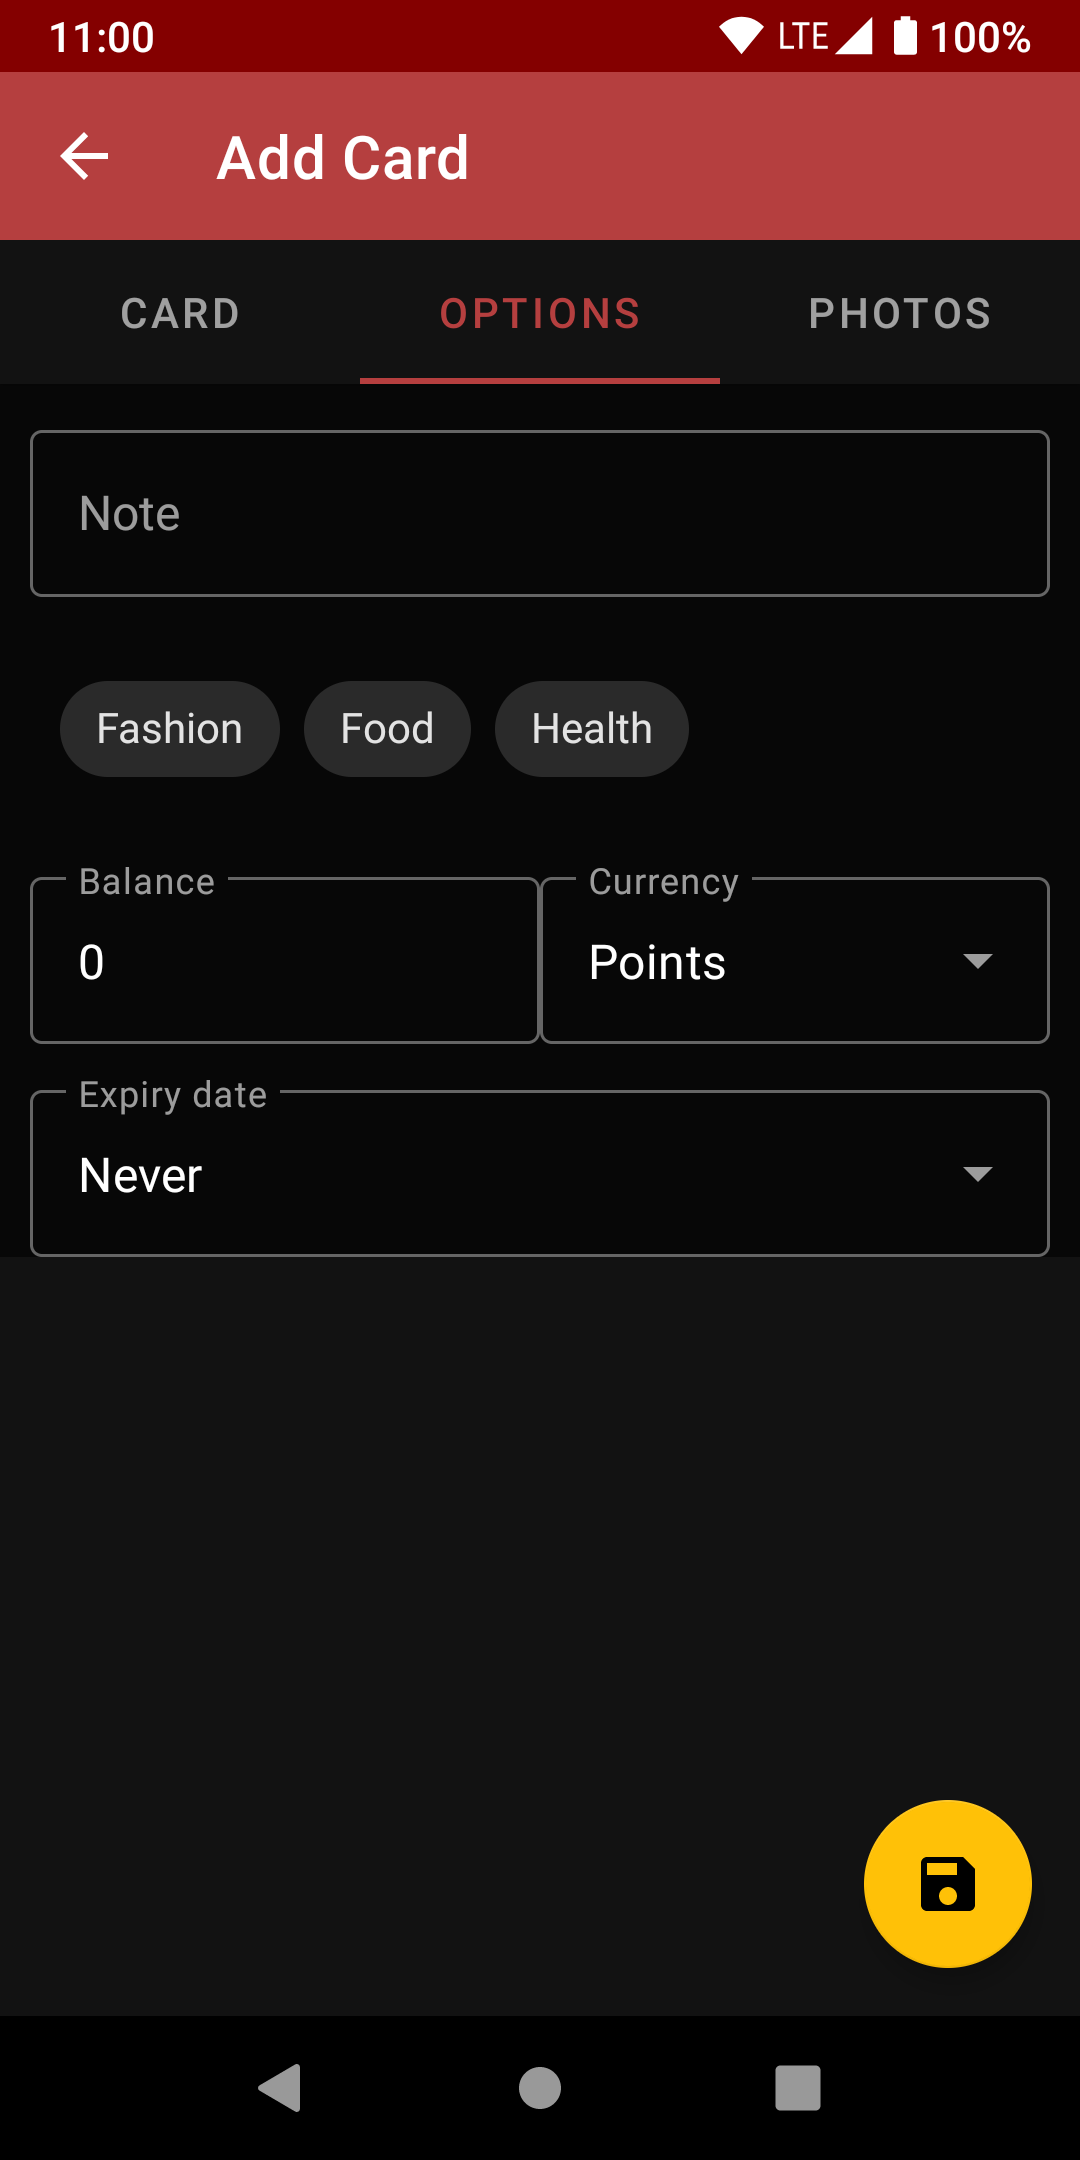 11:00 LTE 100%
Add Card
CARD OPTIONS PHOTOS
Note
Fashion Food Health
Balance Currency
0 Points
Expiry date
Never